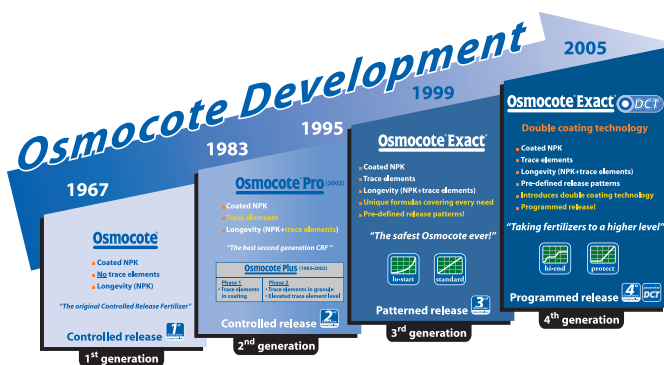 Osmocote Development
1967
1983
1995
1999
2005
Osmocote
Coated NPK
No trace elements
Longevity (NPK)
"The original Controlled Release Fertilizer"
Controlled release
1st
1st generation
Osmocote Pro (2002)
Coated NPK
Trace elements
Longevity (NPK+trace elements)
"The best second generation CRF"
Osmocote Plus (1983-2002)
Phase 1
Trace elements
in coating
Phase 2
Trace elements in granule
Elevated trace element level
Controlled release
2nd
2nd generation
Osmocote Exact
Coated NPK
Trace elements
Longevity (NPK+trace elements)
Unique formulas covering every need
Pre-defined release patterns!
"The safest Osmocote ever!"
lo-start
standard
Patterned release
3rd
3rd generation
Osmocote Exact DCT
Double coating technology
Coated NPK
Trace elements
Longevity (NPK+trace elements)
Pre-defined release patterns
Introduces double coating technology
Programmed release!
"Taking fertilizers to a higher level"
hi-end
protect
Programmed release
4th
DCT
4th generation